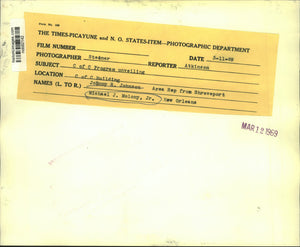 THE TIMES-PICAYUNE and N. O. STATES-ITEM—PHOTOGRAPHIC DEPARTMENT
FILM NUMBER
PHOTOGRAPHER Steiner DATE 3-11-69
SUBJECT C of C Program unveiling REPORTER Atkinson
LOCATION C of C Building
NAMES (L. TO R.) Johnny R. Johnson Area Rep from Shreveport
Michael J. Molony, Jr. New Orleans
MAR 12 1969